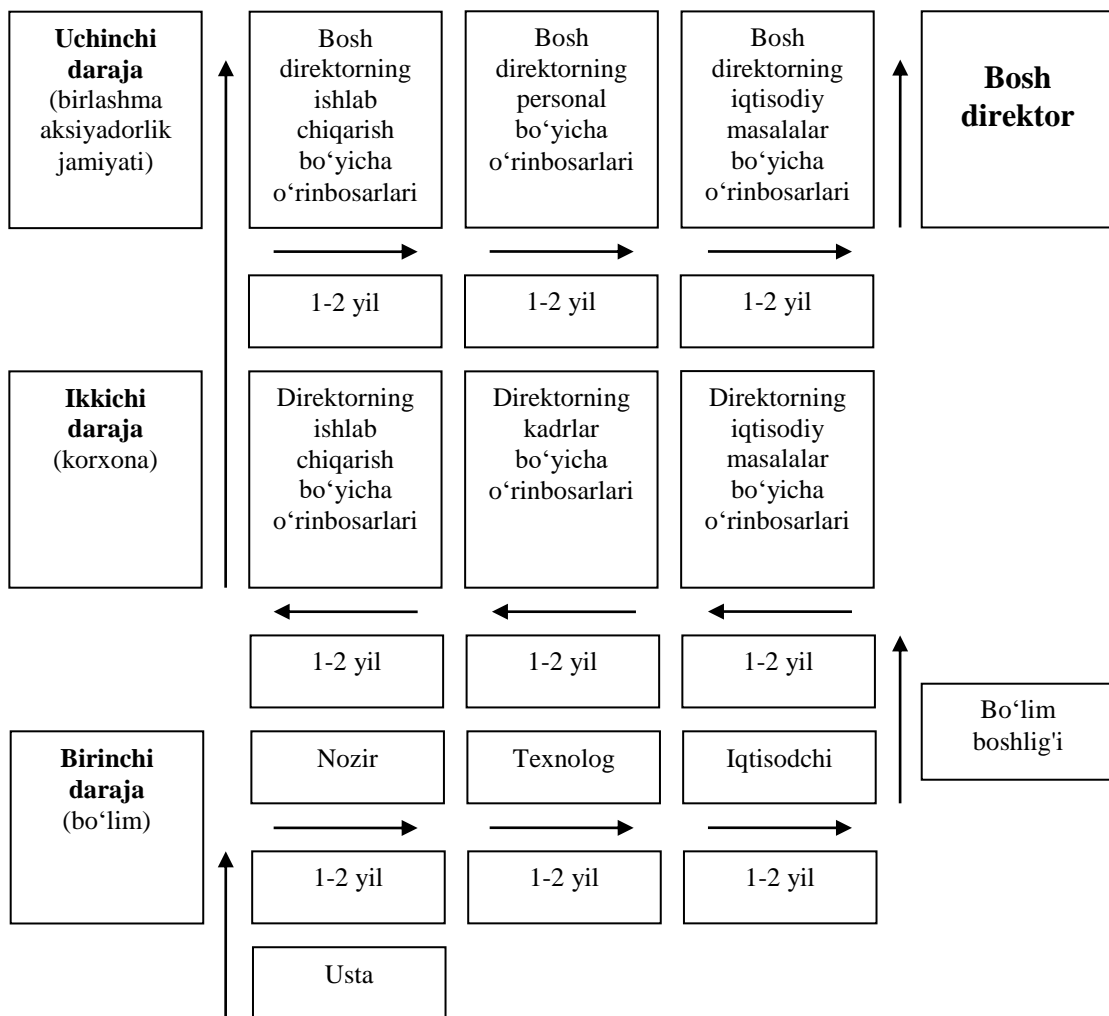 Uchinchi
daraja
(birlashma
aksiyadorlik
jamiyati)
Bosh
direktorning
ishlab
chiqarish
bo‘yicha
o‘rinbosarlari
Bosh
direktorning
personal
bo‘yicha
o‘rinbosarlari
Bosh
direktorning
iqtisodiy
masalalar
bo‘yicha
o‘rinbosarlari
Bosh
direktor
1-2 yil
1-2 yil
1-2 yil
Ikkichi
daraja
(korxona)
Direktorning
ishlab
chiqarish
bo‘yicha
o‘rinbosarlari
Direktorning
kadrlar
bo‘yicha
o‘rinbosarlari
Direktorning
iqtisodiy
masalalar
bo‘yicha
o‘rinbosarlari
1-2 yil
1-2 yil
1-2 yil
Bo‘lim
boshlig'i
Birinchi
daraja
(bo‘lim)
Nozir
Texnolog
Iqtisodchi
1-2 yil
1-2 yil
1-2 yil
Usta